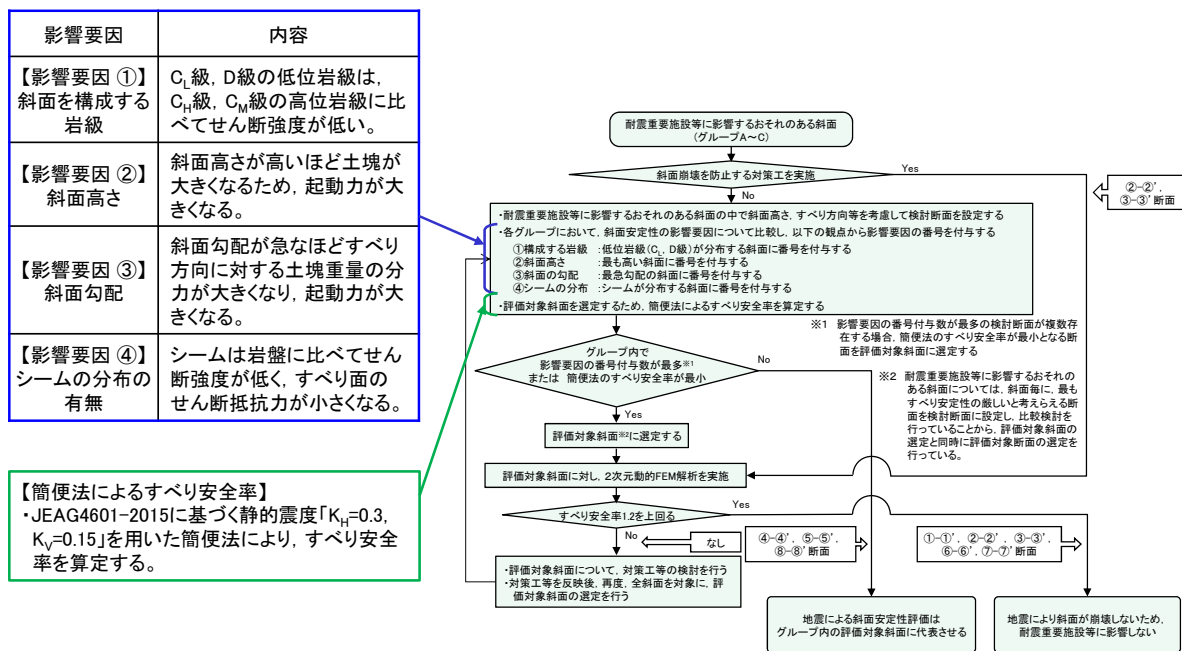 影響要因 内容
【影響要因 ①】
斜面を構成する
岩級
CL級，D級の低位岩級は，
CH級，CM級の高位岩級に比
べてせん断強度が低い。
【影響要因 ②】
斜面高さ
斜面高さが高いほど土塊が
大きくなるため，起動力が大
きくなる。
【影響要因 ③】
斜面勾配
斜面勾配が急なほどすべり
方向に対する土塊重量の分
力が大きくなり，起動力が大
きくなる。
【影響要因 ④】
シームの分布の
有無
シームは岩盤に比べてせん
断強度が低く，すべり面の
せん断抵抗力が小さくなる。
【簡便法によるすべり安全率】
・JEAG4601-2015に基づく静的震度「KH=0.3，
KV=0.15」を用いた簡便法により，すべり安全
率を算定する。
耐震重要施設等に影響するおそれのある斜面
（グループA～C）
斜面崩壊を防止する対策工を実施
Yes
No
②-②’，
③-③’断面
・耐震重要施設等に影響するおそれのある斜面の中で斜面高さ，すべり方向等を考慮して検討断面を設定する
・各グループにおいて，斜面安定性の影響要因について比較し，以下の観点から影響要因の番号を付与する
①構成する岩級 ：低位岩級（CL，D級）が分布する斜面に番号を付与する
②斜面高さ ：最も高い斜面に番号を付与する
③斜面の勾配 ：最急勾配の斜面に番号を付与する
④シームの分布 ：シームが分布する斜面に番号を付与する
・評価対象斜面を選定するため，簡便法によるすべり安全率を算定する
※1 影響要因の番号付与数が最多の検討断面が複数存
在する場合，簡便法のすべり安全率が最小となる断
面を評価対象斜面に選定する
グループ内で
影響要因の番号付与数が最多※1
または 簡便法のすべり安全率が最小
No
Yes
※2 耐震重要施設等に影響するおそれの
ある斜面については，斜面毎に，最も
すべり安定性の厳しいと考えらえる断
面を検討断面に設定し，比較検討を
行っていることから，評価対象斜面の
選定と同時に評価対象断面の選定を
行っている。
評価対象斜面※2に選定する
評価対象斜面に対し，2次元動的FEM解析を実施
すべり安全率1.2を上回る
Yes
No
なし
④-④’，⑤-⑤’，
⑧-⑧’断面
①-①’，②-②’，③-③’，
⑥-⑥’，⑦-⑦’断面
・評価対象斜面について，対策工等の検討を行う
・対策工等を反映後，再度，全斜面を対象に，評
価対象斜面の選定を行う
地震による斜面安定性評価は
グループ内の評価対象斜面に代表させる
地震により斜面が崩壊しないため，
耐震重要施設等に影響しない